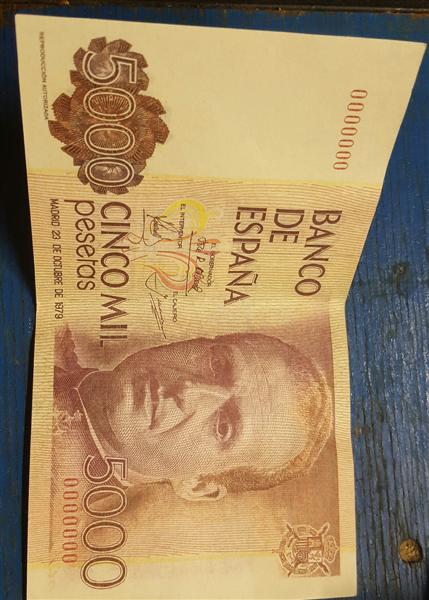 5000
REPRODUCCIÓN AUTORIZADA
0000000
BANCO
DE
ESPAÑA
EL GOBERNADOR
EL INTERVENTOR
EL CAJERO
CINCO MIL
pesetas
MADRID, 23 DE OCTUBRE DE 1979
5000
0000000